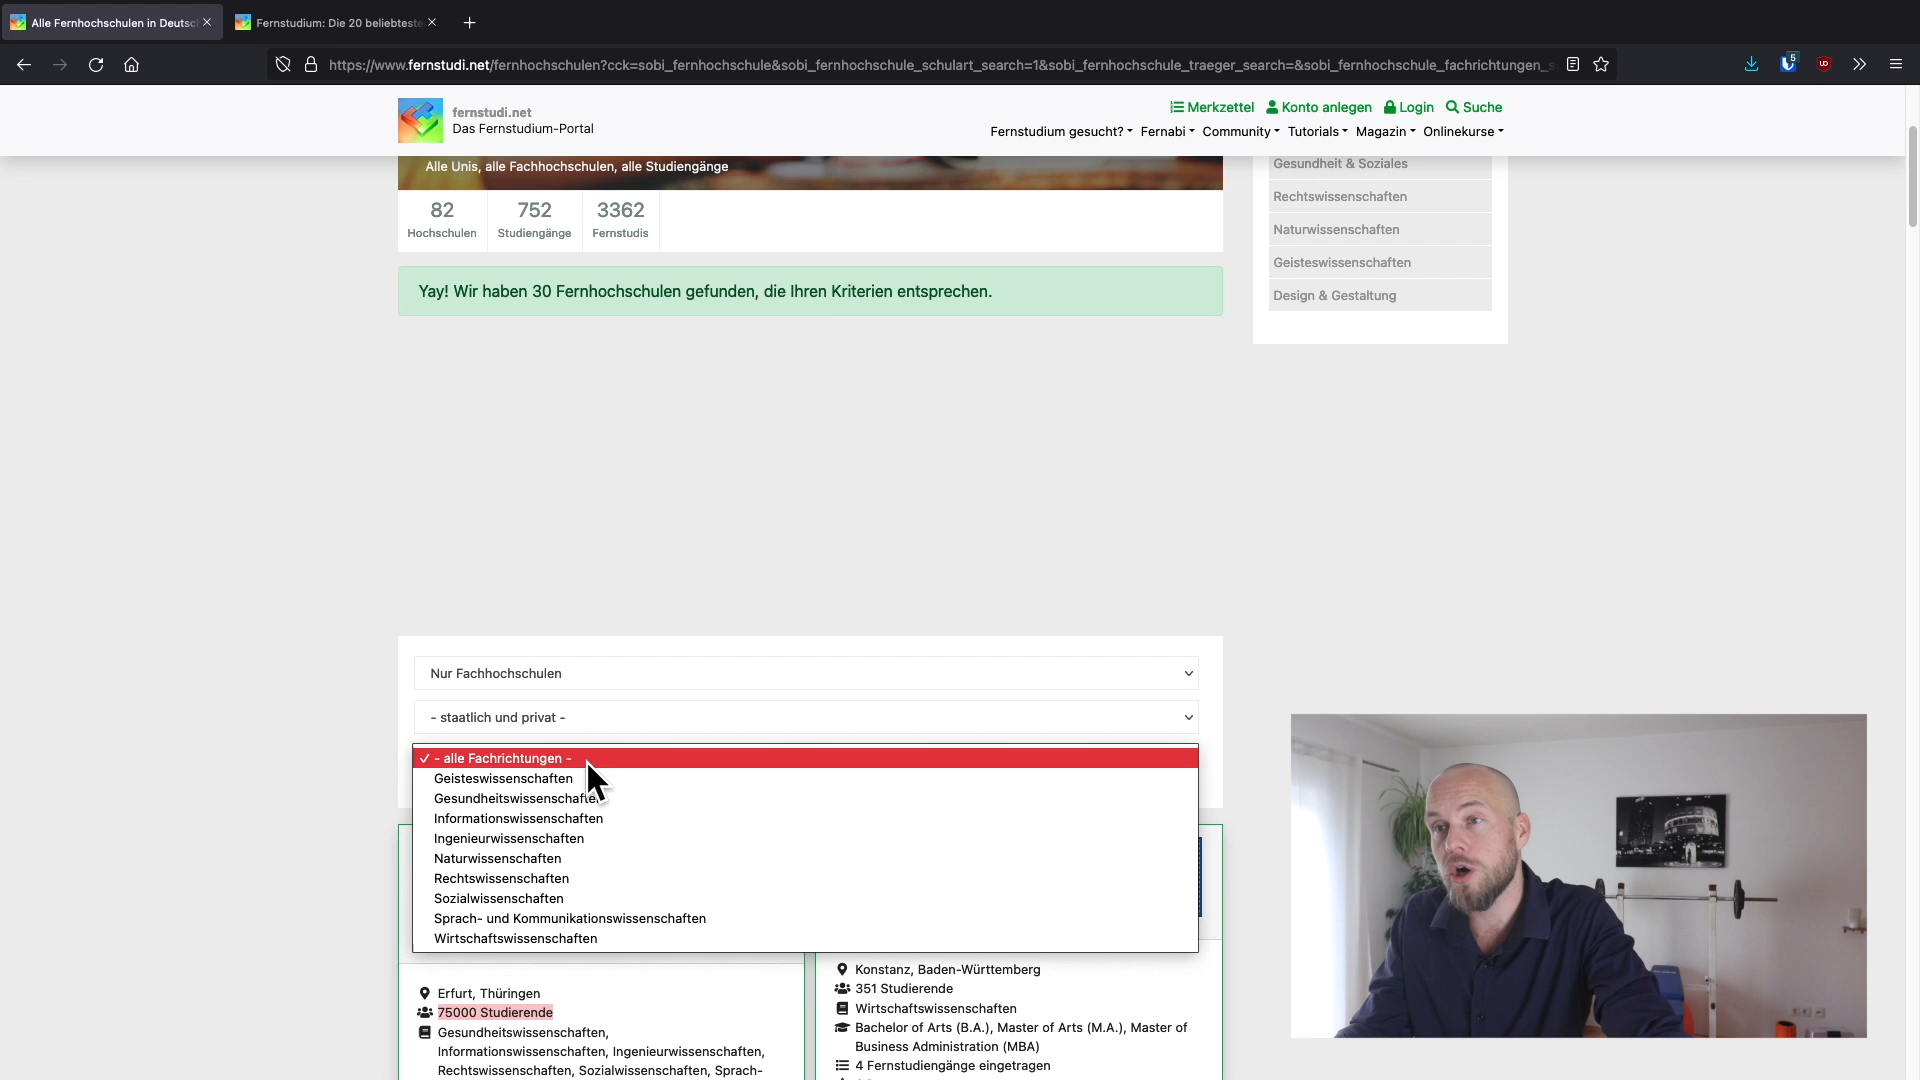 Alle Fernhochschulen in Deutsc
Fernstudium: Die 20 beliebteste
https://www.fernstudi.net/fernhochschulen?cck=sobi_fernhochschule&sobi_fernhochschule_schulart_search=1&sobi_fernhochschule_traeger_search=&sobi_fernhochschule_fachrichtungen_s
5
fernstudi.net
Das Fernstudium-Portal
Merkzettel Konto anlegen Login Suche
Fernstudium gesucht? Fernabi Community Tutorials Magazin Onlinekurse
Alle Unis, alle Fachhochschulen, alle Studiengänge
82 752 3362
Hochschulen Studiengänge Fernstudis
Gesundheit & Soziales
Rechtswissenschaften
Naturwissenschaften
Geisteswissenschaften
Design & Gestaltung
Yay! Wir haben 30 Fernhochschulen gefunden, die Ihren Kriterien entsprechen.
Nur Fachhochschulen
- staatlich und privat -
✓ - alle Fachrichtungen -
Geisteswissenschaften
Gesundheitswissenschaften
Informationswissenschaften
Ingenieurwissenschaften
Naturwissenschaften
Rechtswissenschaften
Sozialwissenschaften
Sprach- und Kommunikationswissenschaften
Wirtschaftswissenschaften
Erfurt, Thüringen
75000 Studierende
Gesundheitswissenschaften,
Informationswissenschaften, Ingenieurwissenschaften,
Rechtswissenschaften, Sozialwissenschaften, Sprach-
Konstanz, Baden-Württemberg
351 Studierende
Wirtschaftswissenschaften
Bachelor of Arts (B.A.), Master of Arts (M.A.), Master of
Business Administration (MBA)
4 Fernstudiengänge eingetragen